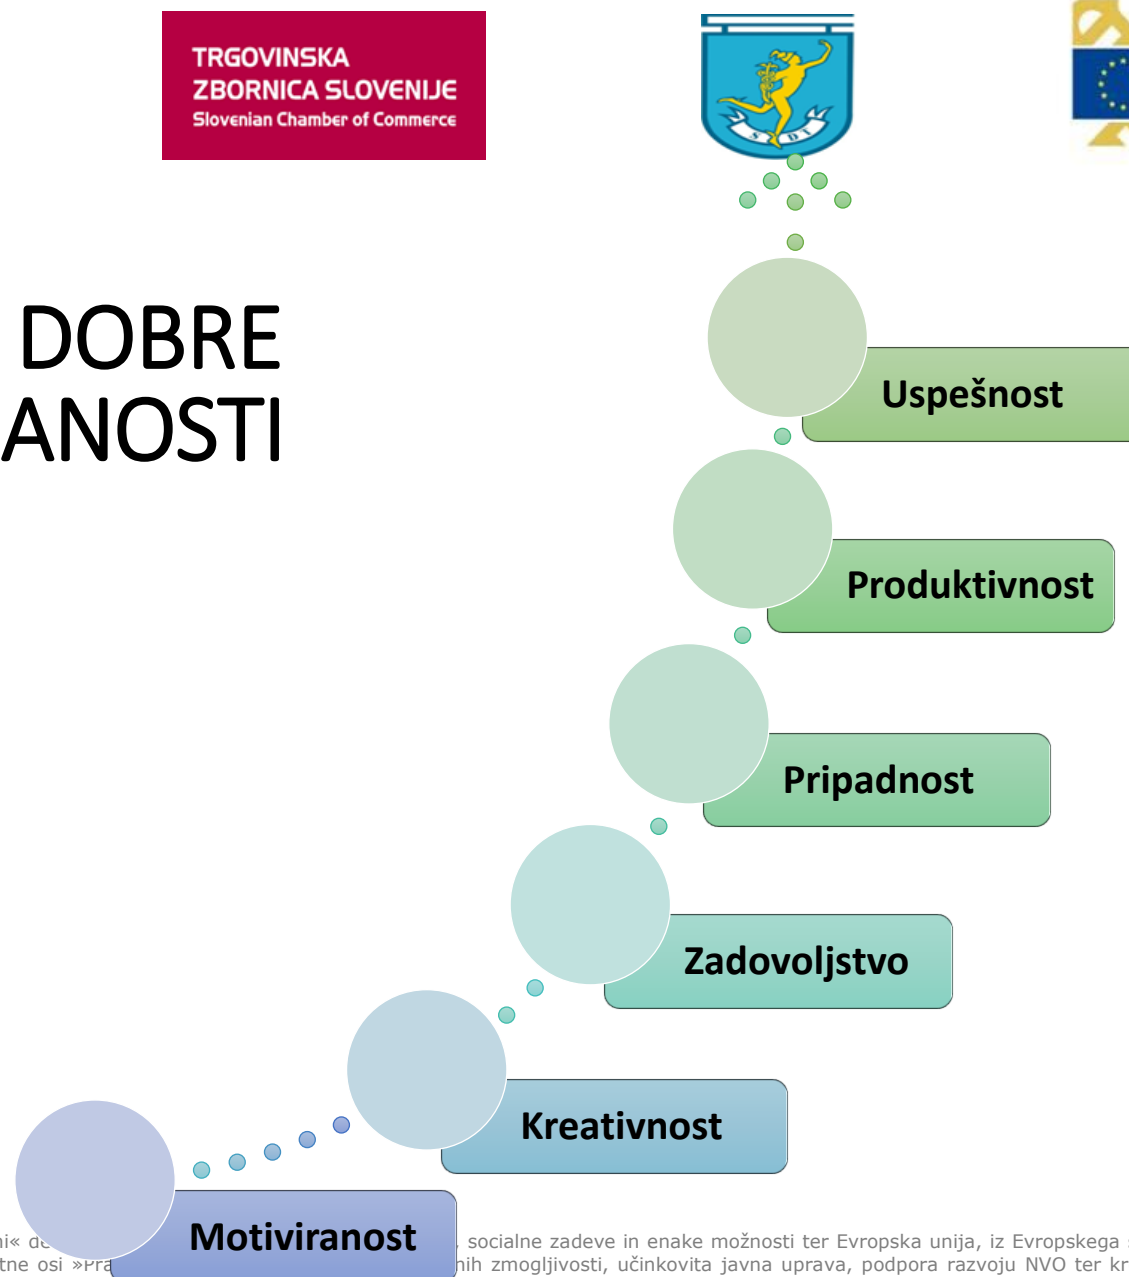 TRGOVINSKA
ZBORNICA SLOVENIJE
Slovenian Chamber of Commerce
S D T
DOBRE
ANOSTI
Uspešnost
Produktivnost
Pripadnost
Zadovoljstvo
Kreativnost
Motiviranost
socialne zadeve in enake možnosti ter Evropska unija, iz Evropskega
osi zmogljivosti, učinkovita javna uprava, podpora razvoju NVO ter